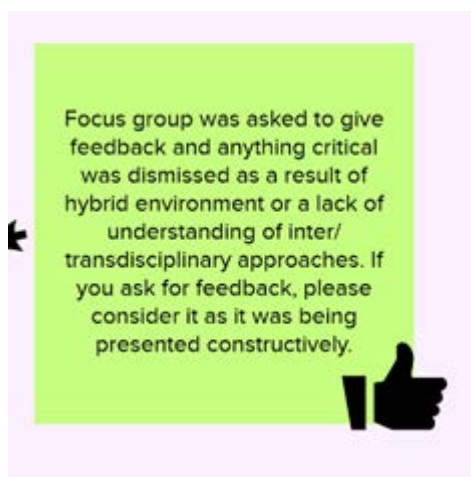 Focus group was asked to give
feedback and anything critical
was dismissed as a result of
hybrid environment or a lack of
understanding of inter/
transdisciplinary approaches. If
you ask for feedback, please
consider it as it was being
presented constructively.